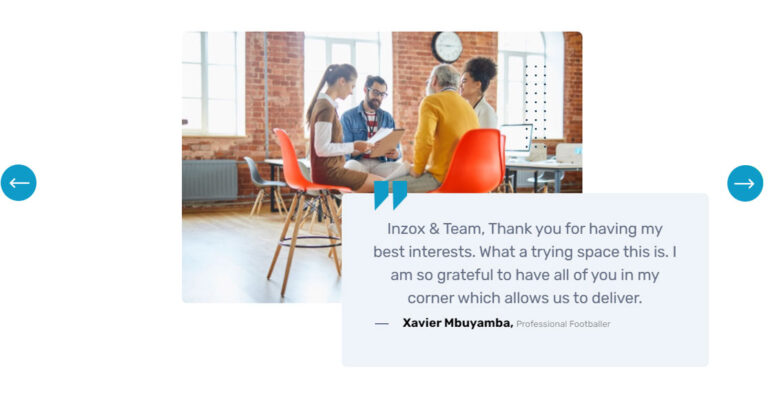 Inzox & Team, Thank you for having my
best interests. What a trying space this is. I
am so grateful to have all of you in my
corner which allows us to deliver.
— Xavier Mbuyamba, Professional Footballer